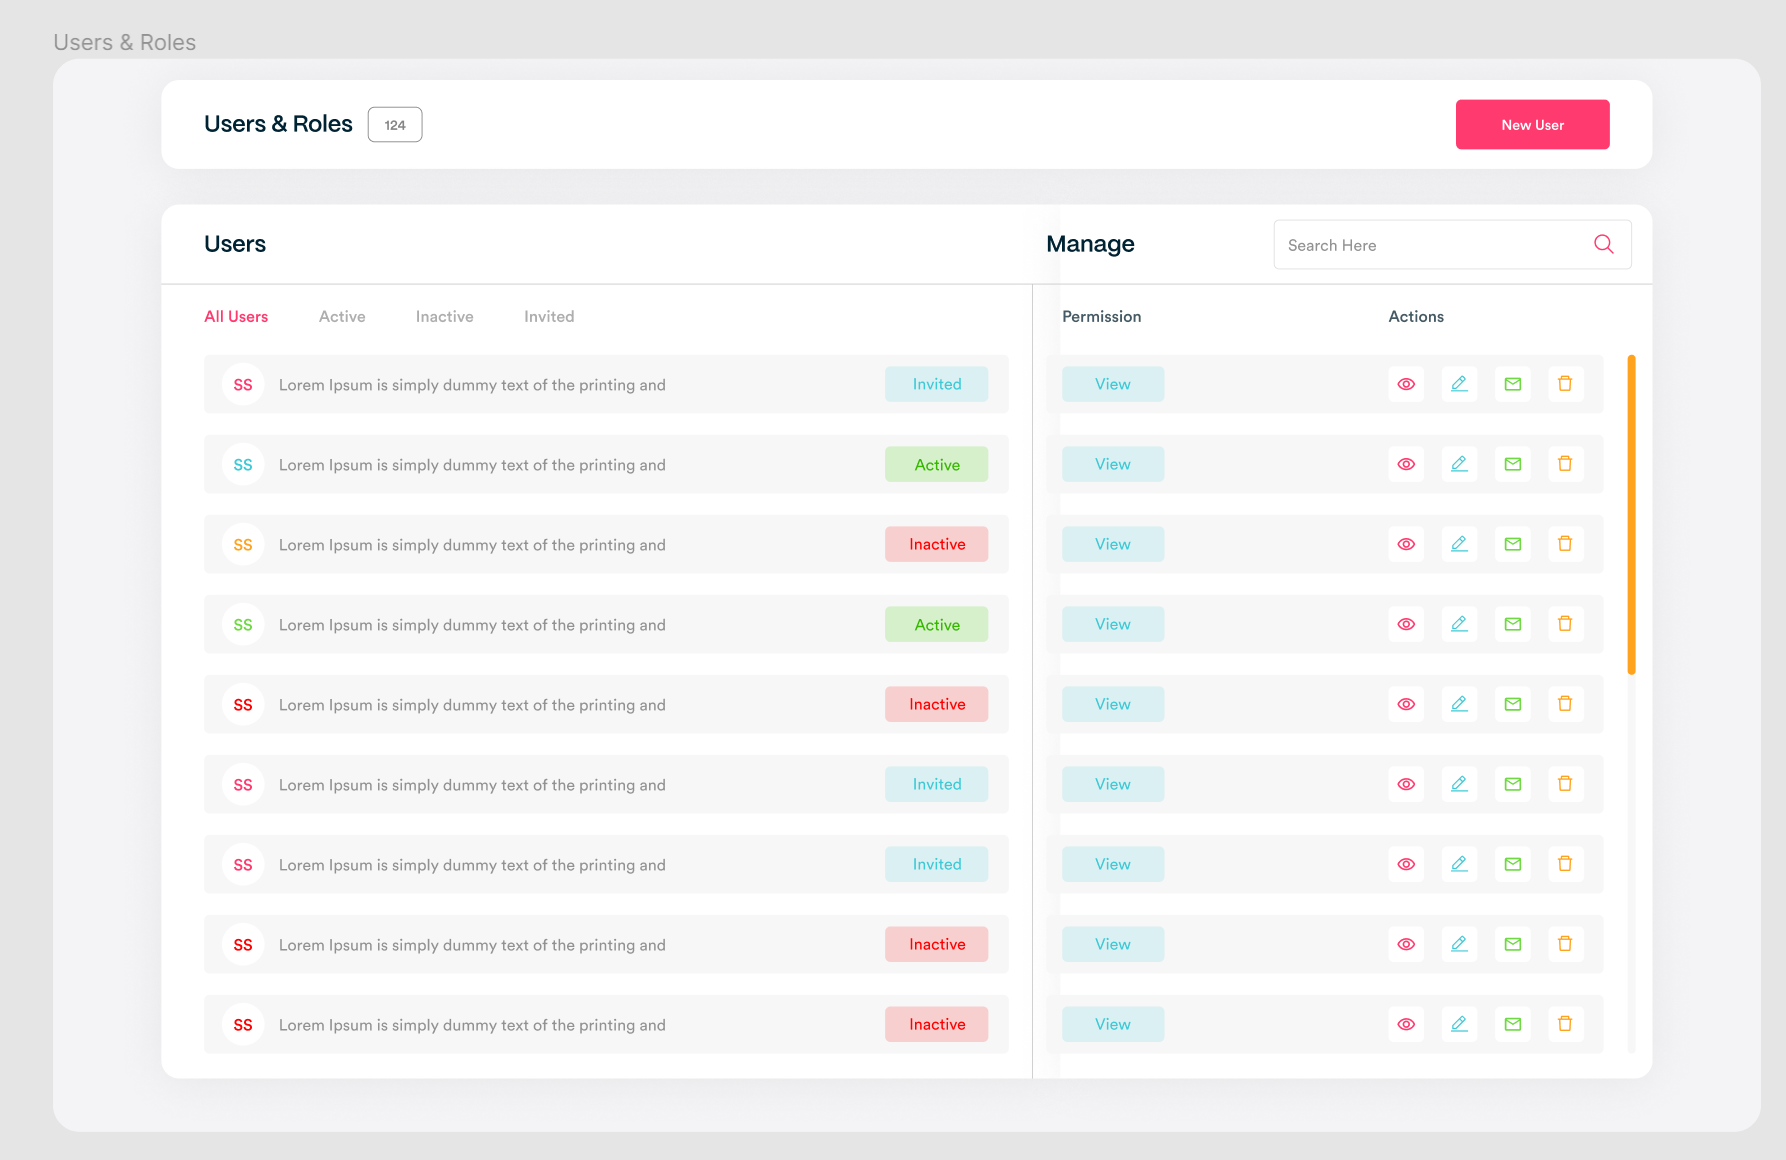 Users & Roles
Users & Roles 124 New User
Users Manage Search Here
All Users Active Inactive Invited Permission Actions
SS Lorem Ipsum is simply dummy text of the printing and Invited View
SS Lorem Ipsum is simply dummy text of the printing and Active View
SS Lorem Ipsum is simply dummy text of the printing and Inactive View
SS Lorem Ipsum is simply dummy text of the printing and Active View
SS Lorem Ipsum is simply dummy text of the printing and Inactive View
SS Lorem Ipsum is simply dummy text of the printing and Invited View
SS Lorem Ipsum is simply dummy text of the printing and Invited View
SS Lorem Ipsum is simply dummy text of the printing and Inactive View
SS Lorem Ipsum is simply dummy text of the printing and Inactive View